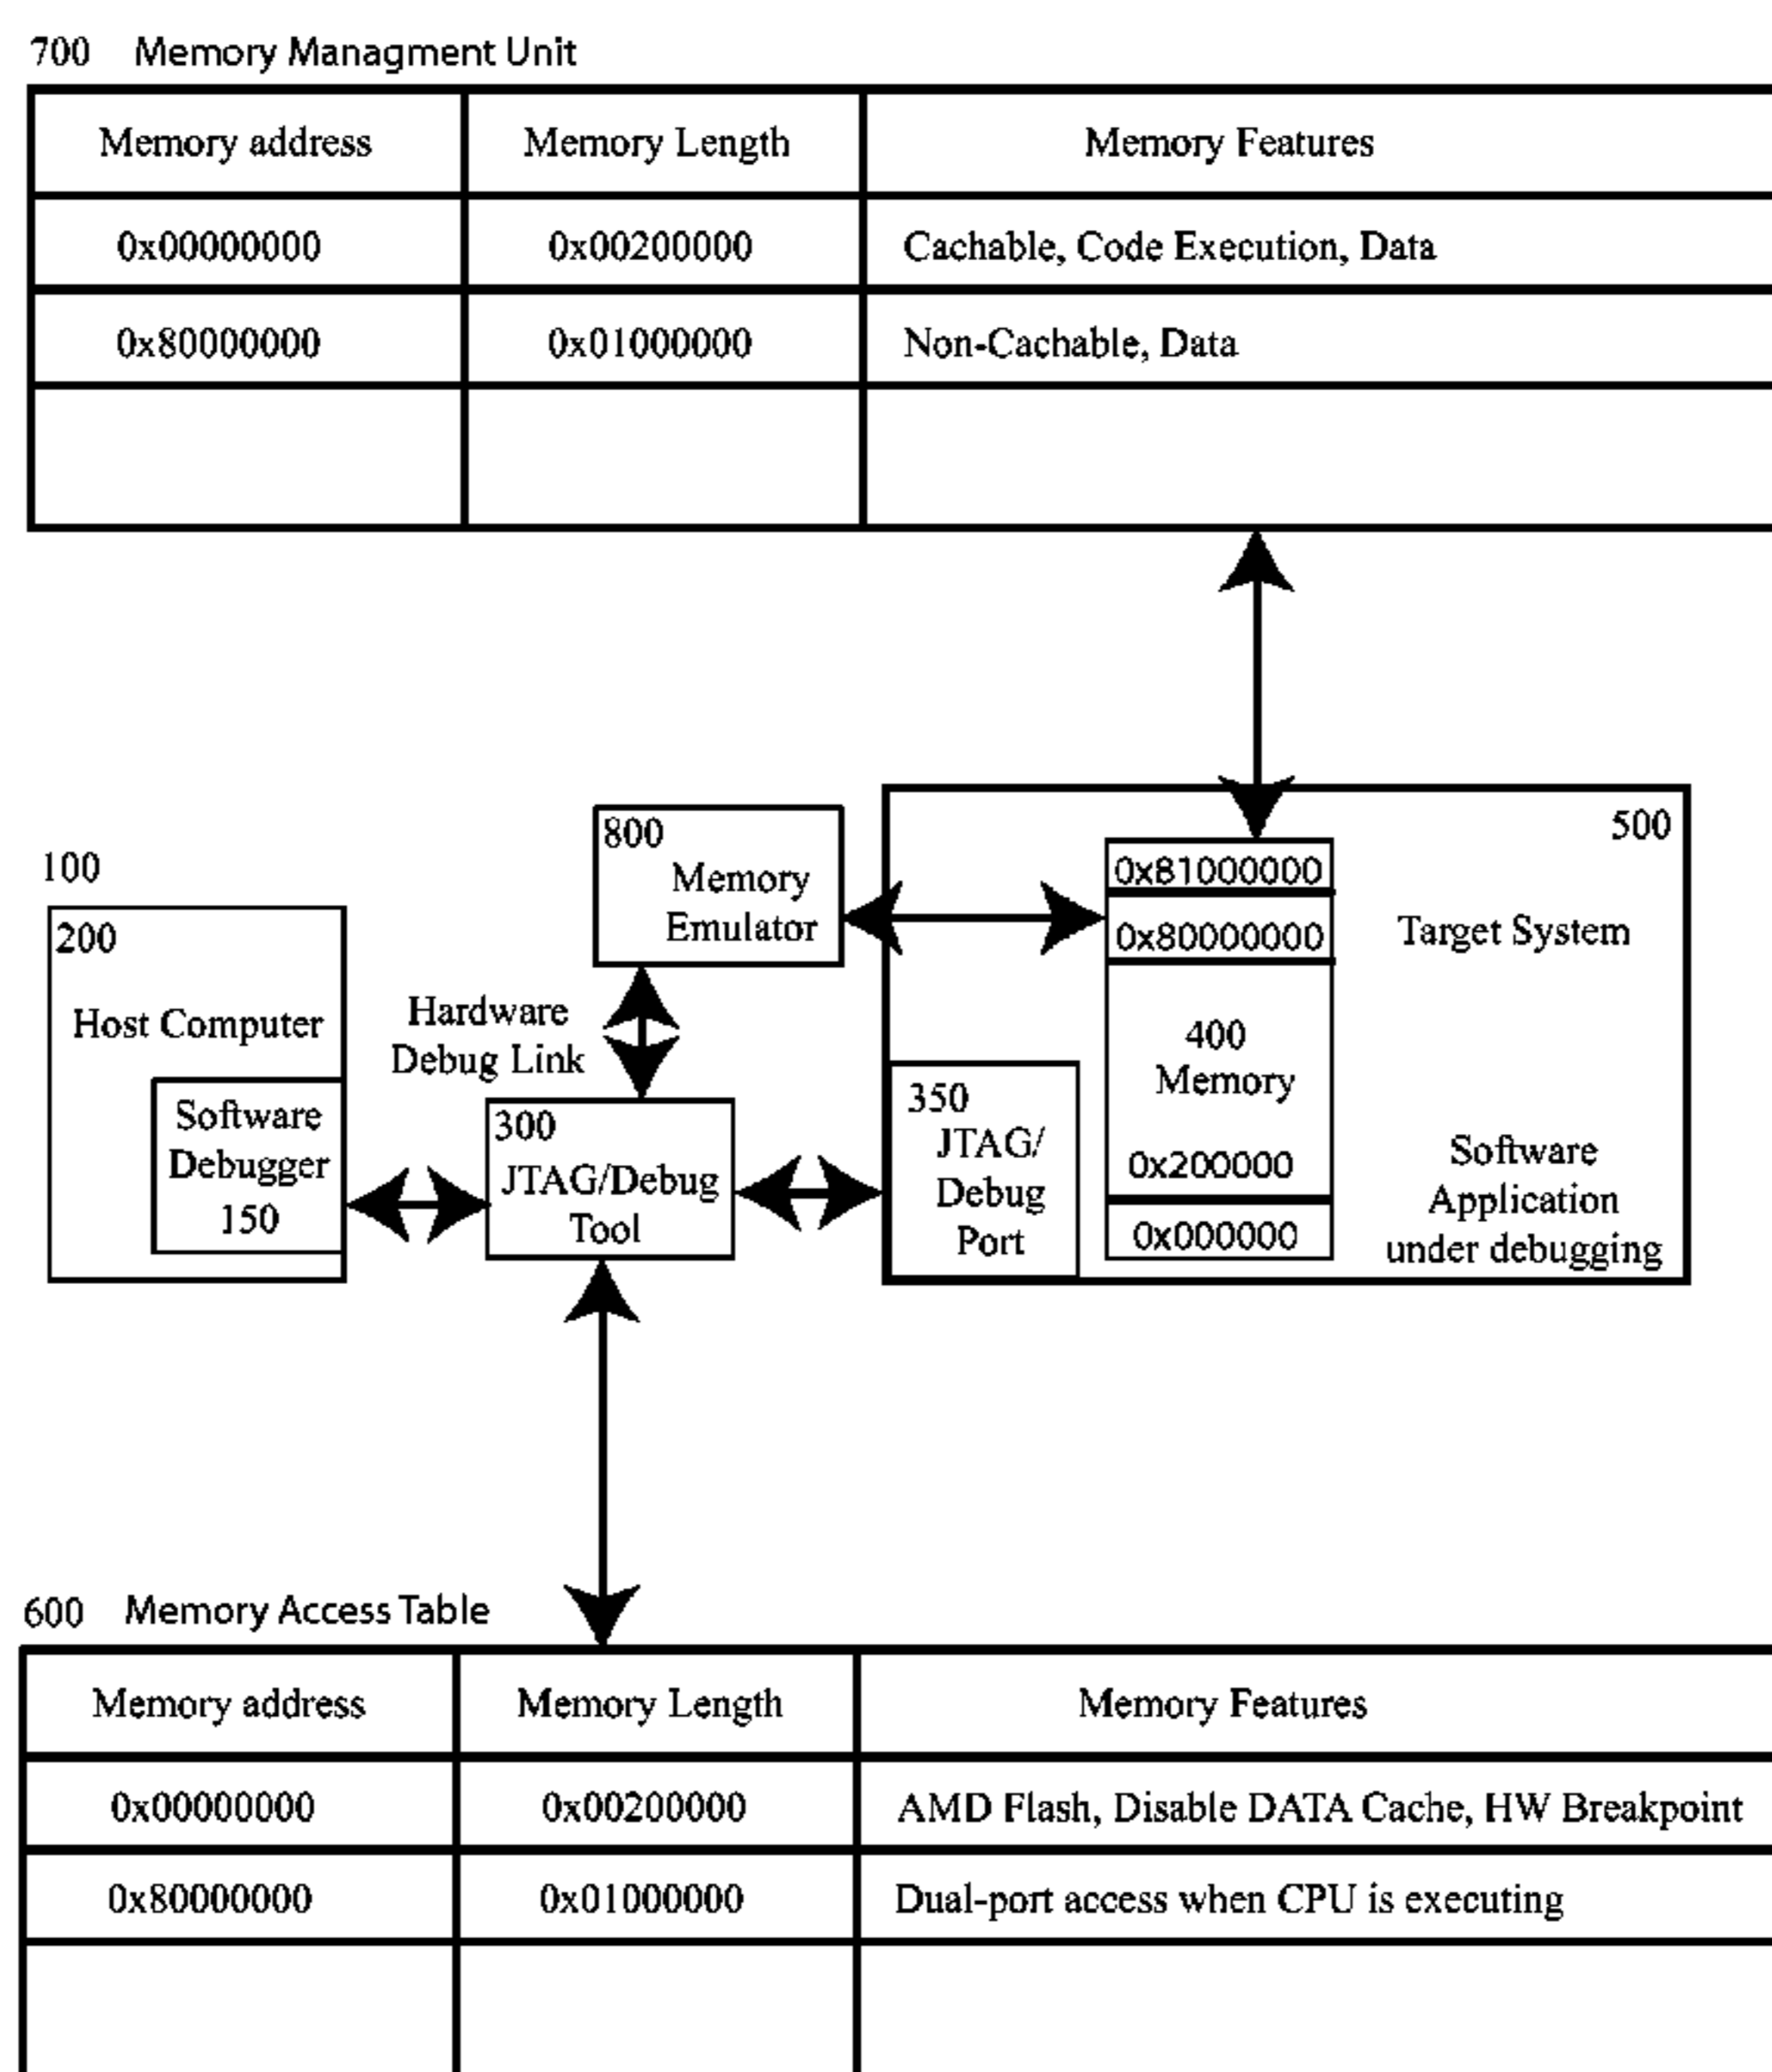 700 Memory Managment Unit
Memory address Memory Length Memory Features
0x00000000 0x00200000 Cachable, Code Execution, Data
0x80000000 0x01000000 Non-Cachable, Data
100
200
Host Computer
Software
Debugger
150
Hardware
Debug Link
800
Memory
Emulator
300
JTAG/Debug
Tool
500
Target System
350
JTAG/
Debug
Port
0x81000000
0x80000000
400
Memory
0x200000
0x000000
Software
Application
under debugging
600 Memory Access Table
Memory address Memory Length Memory Features
0x00000000 0x00200000 AMD Flash, Disable DATA Cache, HW Breakpoint
0x80000000 0x01000000 Dual-port access when CPU is executing